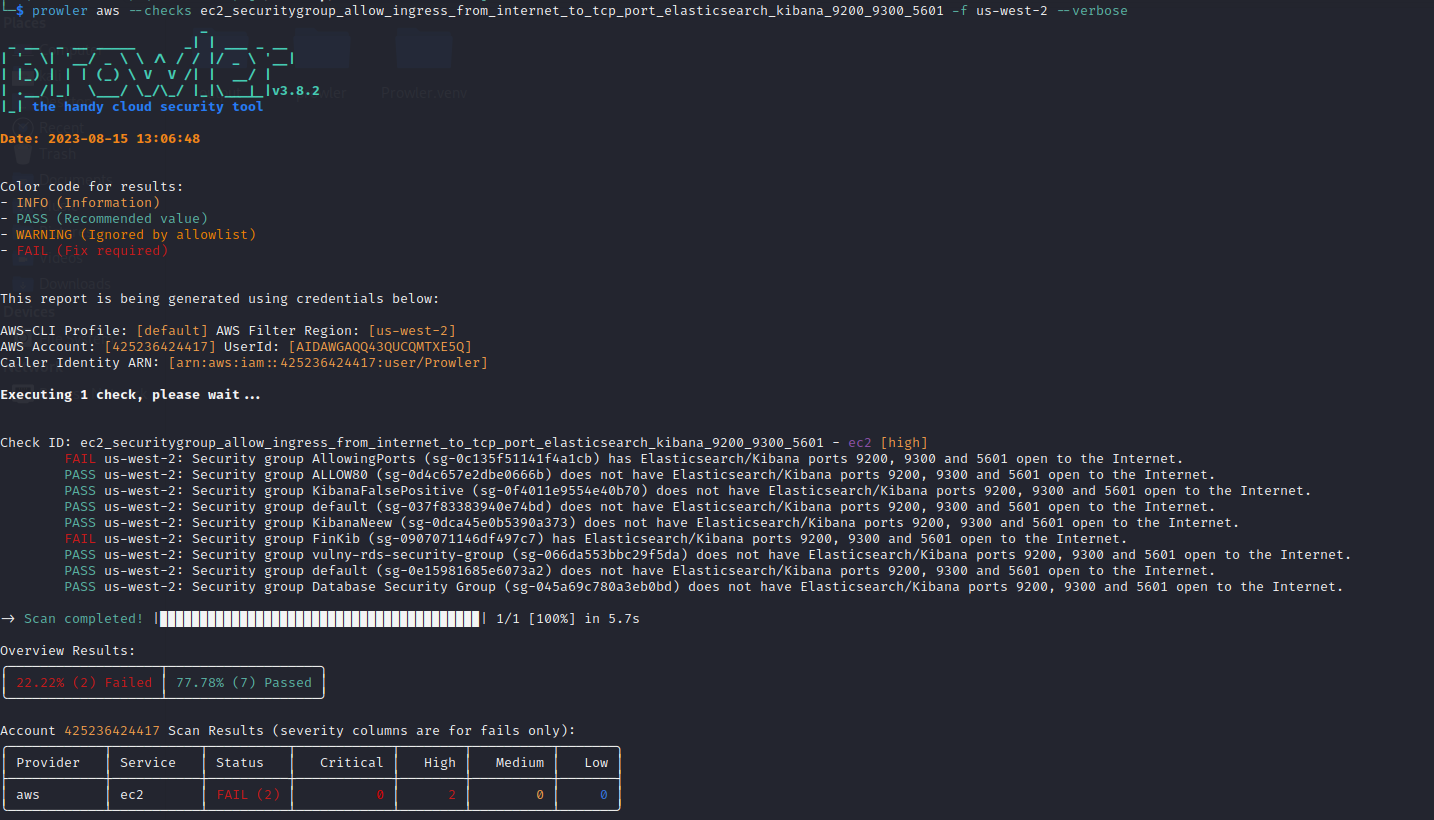 └─$ prowler aws --checks ec2_securitygroup_allow_ingress_from_internet_to_tcp_port_elasticsearch_kibana_9200_9300_5601 -f us-west-2 --verbose
prowler v3.8.2
the handy cloud security tool
Date: 2023-08-15 13:06:48
Color code for results:
- INFO (Information)
- PASS (Recommended value)
- WARNING (Ignored by allowlist)
- FAIL (Fix required)
This report is being generated using credentials below:
AWS-CLI Profile: [default] AWS Filter Region: [us-west-2]
AWS Account: [425236424417] UserId: [AIDAWGAQQ43QUCQMTXE5Q]
Caller Identity ARN: [arn:aws:iam::425236424417:user/Prowler]
Executing 1 check, please wait...
Check ID: ec2_securitygroup_allow_ingress_from_internet_to_tcp_port_elasticsearch_kibana_9200_9300_5601 - ec2 [high]
FAIL us-west-2: Security group AllowingPorts (sg-0c135f51141f4a1cb) has Elasticsearch/Kibana ports 9200, 9300 and 5601 open to the Internet.
PASS us-west-2: Security group ALLOW80 (sg-0d4c657e2dbe0666b) does not have Elasticsearch/Kibana ports 9200, 9300 and 5601 open to the Internet.
PASS us-west-2: Security group KibanaFalsePositive (sg-0f4011e9554e40b70) does not have Elasticsearch/Kibana ports 9200, 9300 and 5601 open to the Internet.
PASS us-west-2: Security group default (sg-037f83383940e74bd) does not have Elasticsearch/Kibana ports 9200, 9300 and 5601 open to the Internet.
PASS us-west-2: Security group KibanaNeew (sg-0dca45e0b5390a373) does not have Elasticsearch/Kibana ports 9200, 9300 and 5601 open to the Internet.
FAIL us-west-2: Security group FinKib (sg-0907071146df497c7) has Elasticsearch/Kibana ports 9200, 9300 and 5601 open to the Internet.
PASS us-west-2: Security group vulny-rds-security-group (sg-066da553bbc29f5da) does not have Elasticsearch/Kibana ports 9200, 9300 and 5601 open to the Internet.
PASS us-west-2: Security group default (sg-0e15981685e6073a2) does not have Elasticsearch/Kibana ports 9200, 9300 and 5601 open to the Internet.
PASS us-west-2: Security group Database Security Group (sg-045a69c780a3eb0bd) does not have Elasticsearch/Kibana ports 9200, 9300 and 5601 open to the Internet.
→ Scan completed! |████████████████████████████████████████| 1/1 [100%] in 5.7s
Overview Results:
22.22% (2) Failed 77.78% (7) Passed
Account 425236424417 Scan Results (severity columns are for fails only):
Provider Service Status Critical High Medium Low
aws ec2 FAIL (2) 0 2 0 0